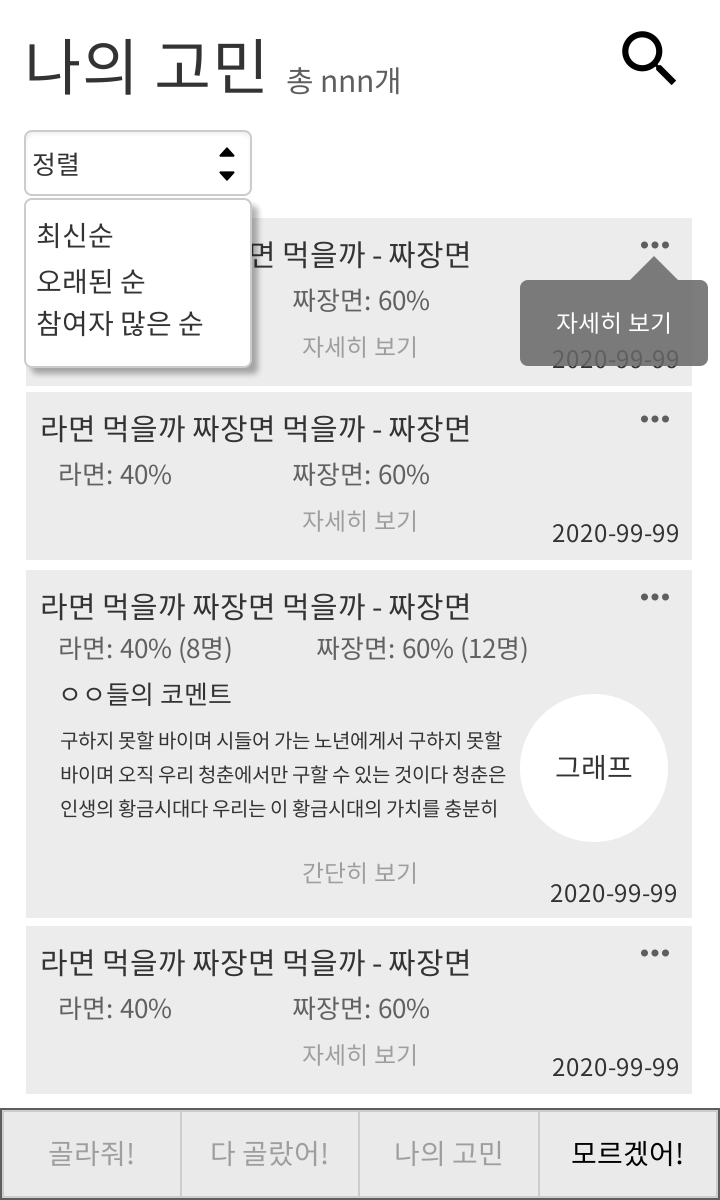 나의 고민 총 nnn개
정렬
최신순
오래된 순
참여자 많은 순
면 먹을까 - 짜장면
짜장면: 60%
자세히 보기
자세히 보기
2020-99-99
라면 먹을까 짜장면 먹을까 - 짜장면
라면: 40% 짜장면: 60%
자세히 보기
2020-99-99
라면 먹을까 짜장면 먹을까 - 짜장면
라면: 40% (8명) 짜장면: 60% (12명)
ㅇㅇ들의 코멘트
구하지 못할 바이며 시들어 가는 노년에게서 구하지 못할
바이며 오직 우리 청춘에서만 구할 수 있는 것이다 청춘은
인생의 황금시대다 우리는 이 황금시대의 가치를 충분히
그래프
간단히 보기
2020-99-99
라면 먹을까 짜장면 먹을까 - 짜장면
라면: 40% 짜장면: 60%
자세히 보기
2020-99-99
골라줘! 다 골랐어! 나의 고민 모르겠어!